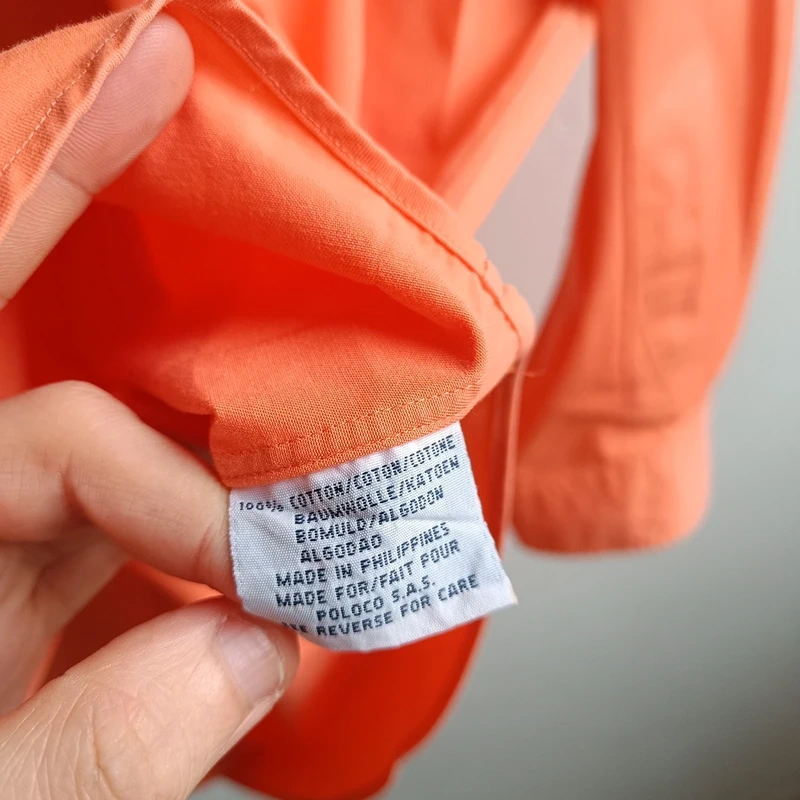 100% COTTON/COTON/COTONE
BAUMWOLLE/KATOEN
BOMULD/ALGODON
ALGODAO
MADE IN PHILIPPINES
MADE FOR/FAIT POUR
POLOCO S.A.S.
REVERSE FOR CARE